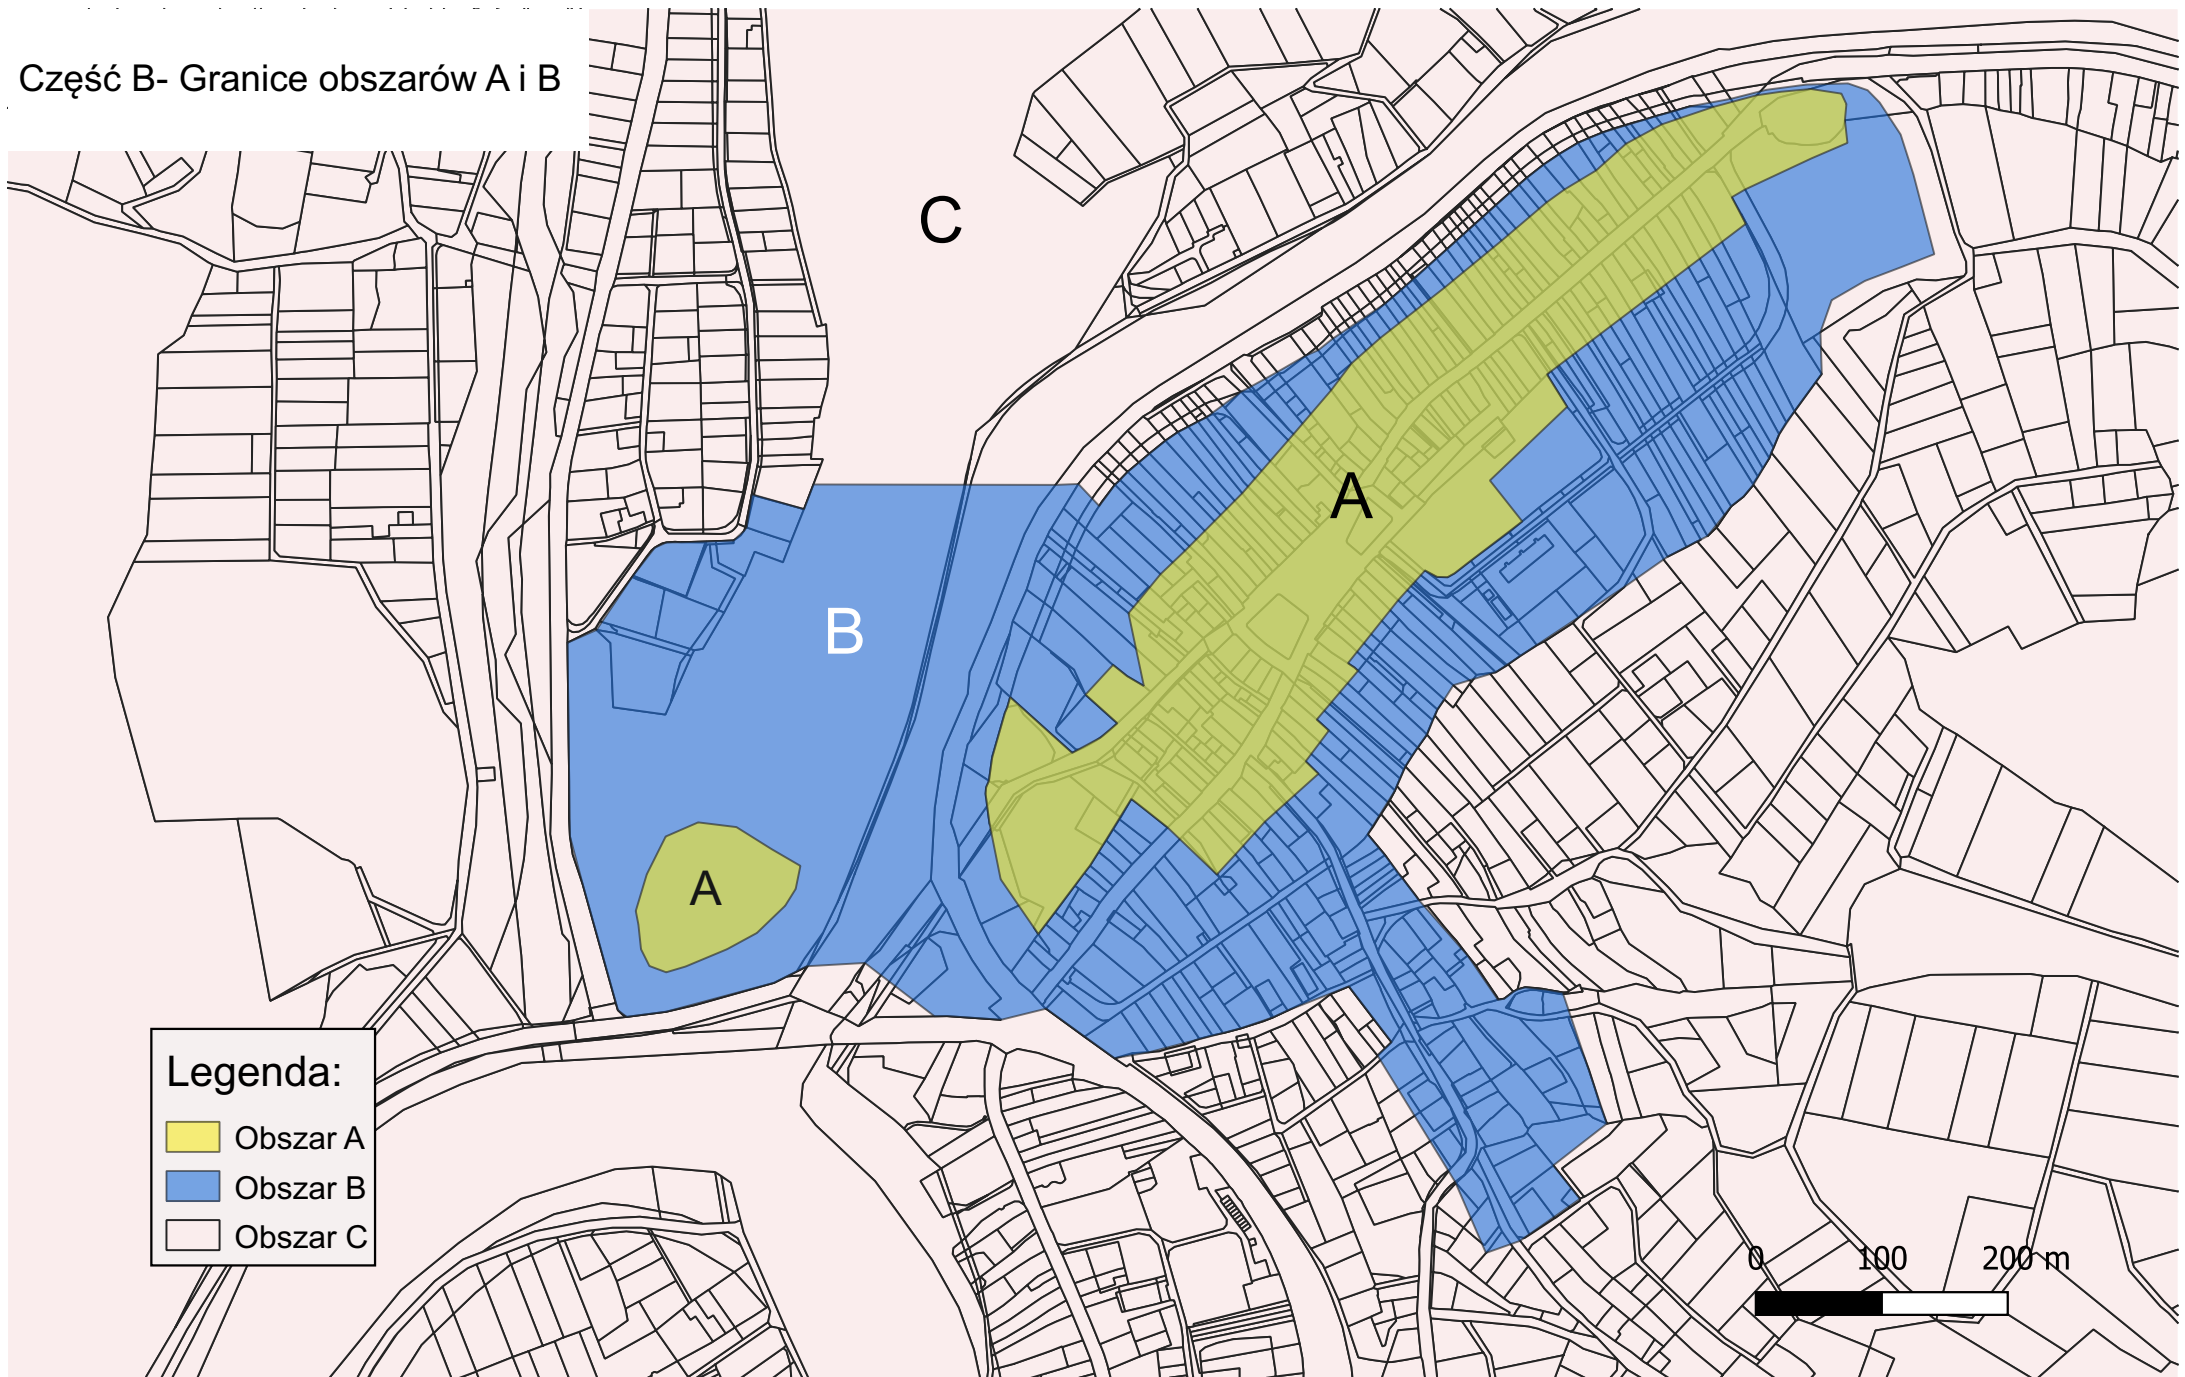 Część B- Granice obszarów A i B
C
A
B
A
Legenda:
Obszar A
Obszar B
Obszar C
0 100 200 m